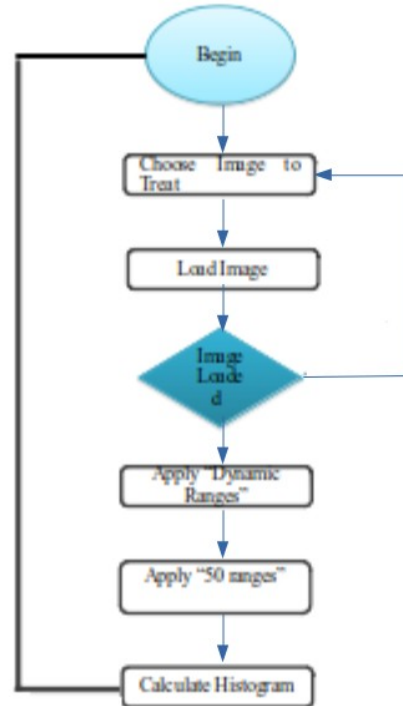 Begin
Choose Image to
Treat
Load Image
Image
Loade
d
Apply “Dynamic
Ranges”
Apply “50 ranges”
Calculate Histogram